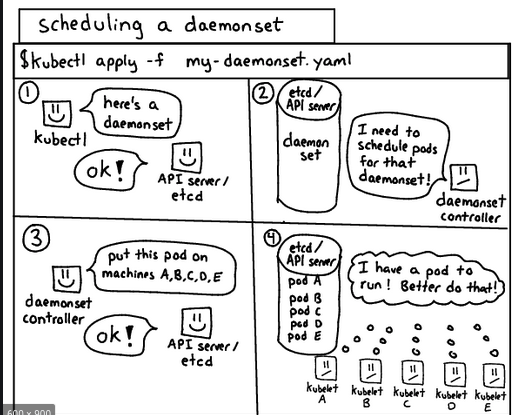 scheduling a daemonset
$kubectl apply -f my-daemonset.yaml
1
here's a
daemonset
kubectl
ok!
API server/
etcd
2
etcd/
API server
daemon
set
I need to
schedule pods
for that
daemonset!
daemonset
controller
3
put this pod on
machines A,B,C,D,E
daemonset
controller
ok!
API server/
etcd
4
etcd/
API server
pod A
pod B
pod C
pod D
pod E
I have a pod to
run! Better do that!
kubelet
A
kubelet
B
kubelet
C
kubelet
D
kubelet
E
600 x 900